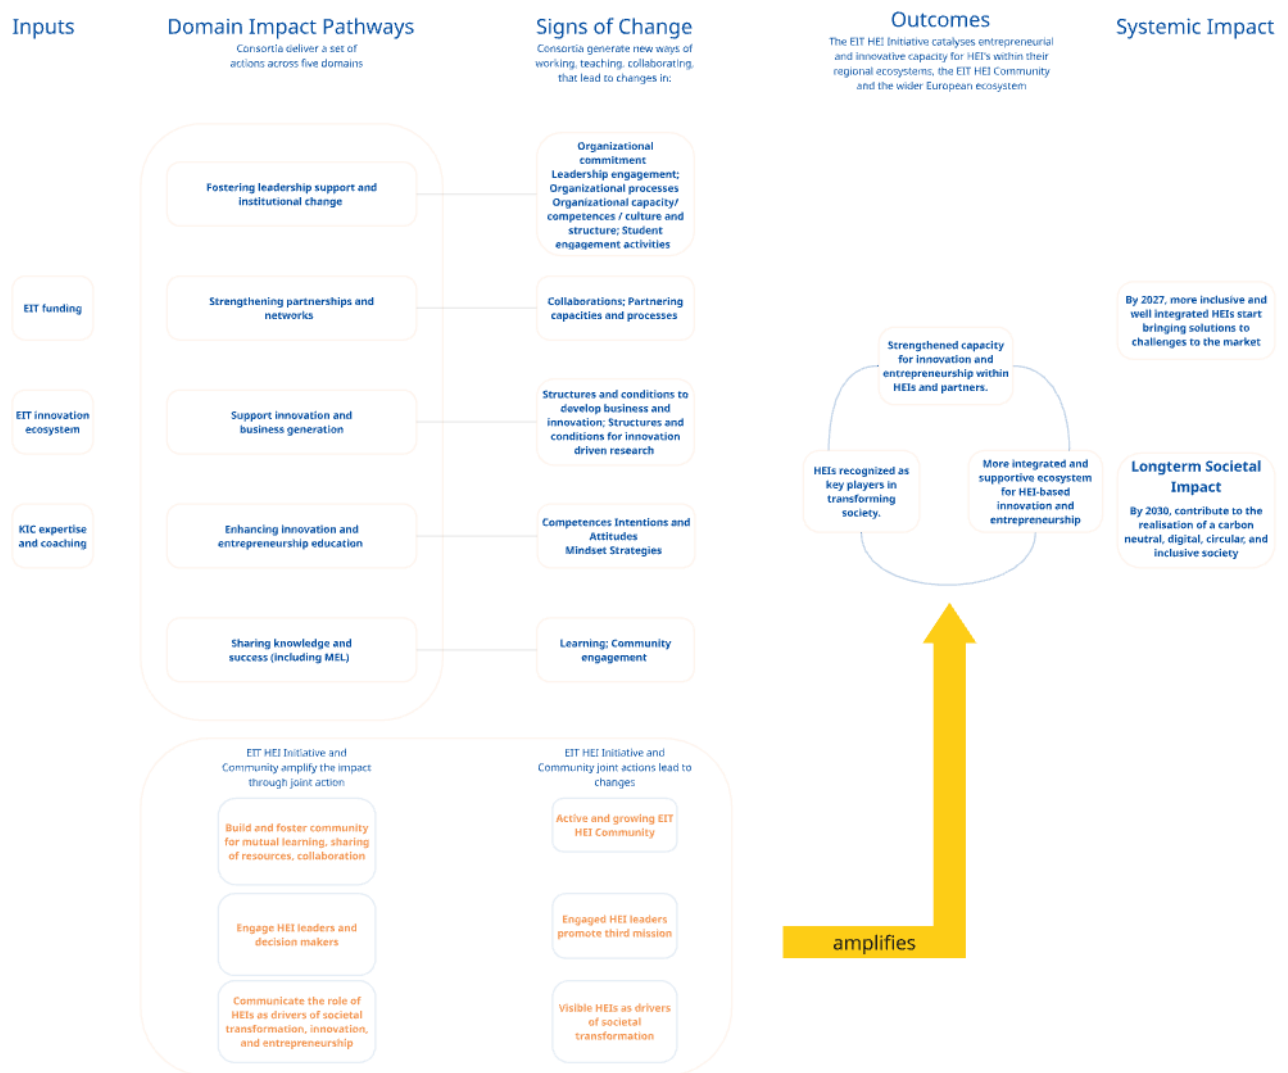 Inputs
Domain Impact Pathways
Consortia deliver a set of
actions across five domains
Signs of Change
Consortia generate new ways of
working, teaching, collaborating,
that lead to changes in:
Outcomes
The EIT HEI Initiative catalyses entrepreneurial
and innovative capacity for HEI's within their
regional ecosystems, the EIT HEI Community
and the wider European ecosystem
Systemic Impact
EIT funding
EIT innovation
ecosystem
KIC expertise
and coaching
Fostering leadership support and
institutional change
Strengthening partnerships and
networks
Support innovation and
business generation
Enhancing innovation and
entrepreneurship education
Sharing knowledge and
success (including MEL)
Organizational
commitment
Leadership engagement;
Organizational processes
Organizational capacity/
competences / culture and
structure; Student
engagement activities
Collaborations; Partnering
capacities and processes
Structures and conditions to
develop business and
innovation; Structures and
conditions for innovation
driven research
Competences Intentions and
Attitudes
Mindset Strategies
Learning; Community
engagement
Strengthened capacity
for innovation and
entrepreneurship within
HEIs and partners.
HEIs recognized as
key players in
transforming
society.
More integrated and
supportive ecosystem
for HEI-based
innovation and
entrepreneurship
By 2027, more inclusive and
well integrated HEIs start
bringing solutions to
challenges to the market
Longterm Societal
Impact
By 2030, contribute to the
realisation of a carbon
neutral, digital, circular, and
inclusive society
EIT HEI Initiative and
Community amplify the impact
through joint action
Build and foster community
for mutual learning, sharing
of resources, collaboration
Engage HEI leaders and
decision makers
Communicate the role of
HEIs as drivers of societal
transformation, innovation,
and entrepreneurship
EIT HEI Initiative and
Community joint actions lead to
changes
Active and growing EIT
HEI Community
Engaged HEI leaders
promote third mission
Visible HEIs as drivers
of societal
transformation
amplifies